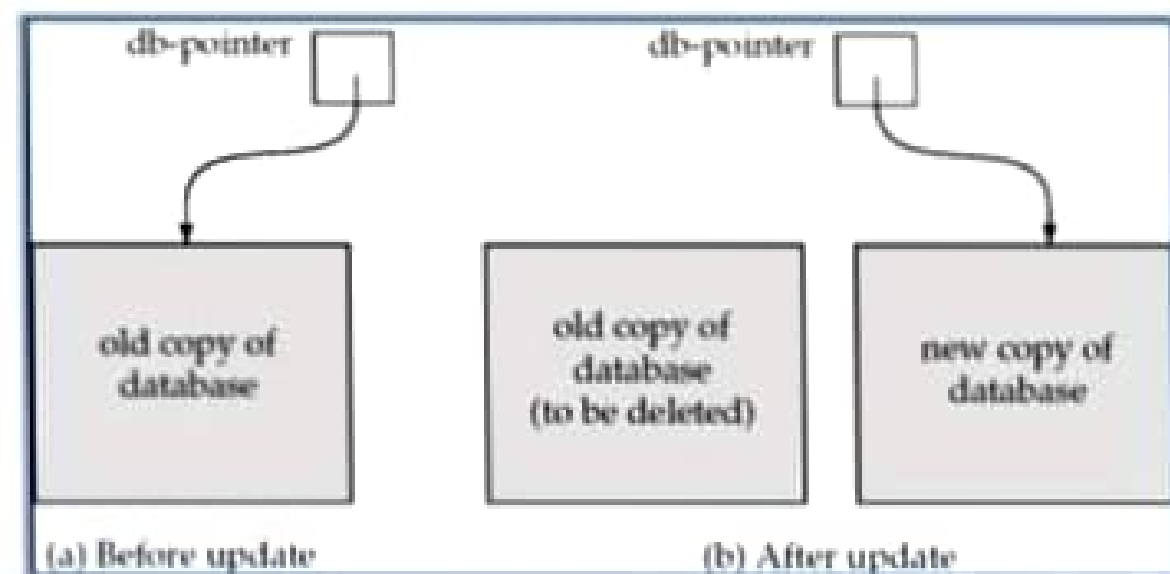 db-pointer
db-pointer
old copy of
database
old copy of
database
(to be deleted)
new copy of
database
(a) Before update
(b) After update